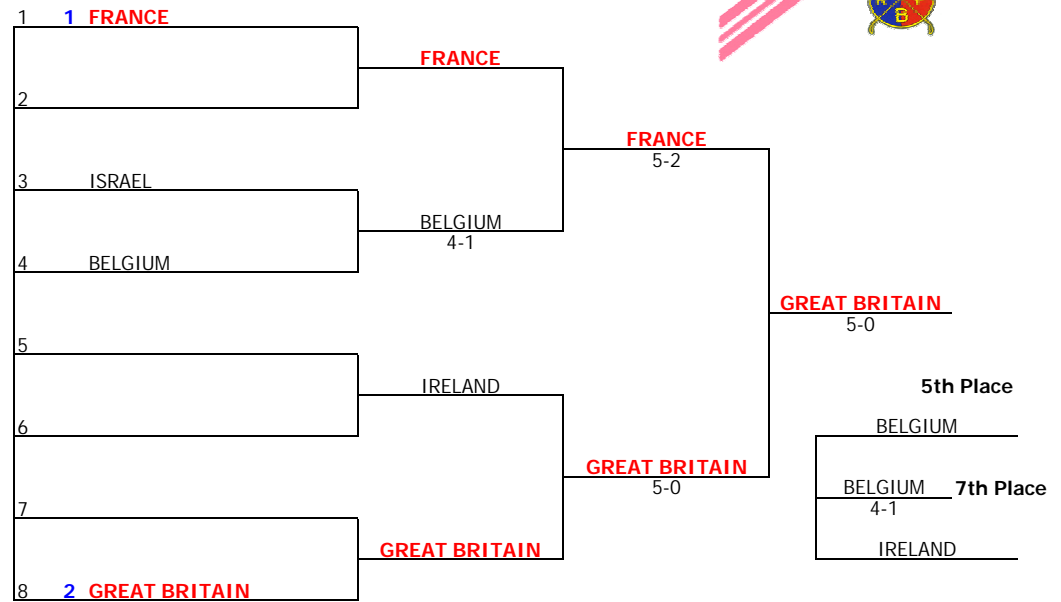 1 1 FRANCE
FRANCE
2
FRANCE
5-2
3 ISRAEL
BELGIUM
4-1
4 BELGIUM
GREAT BRITAIN
5-0
5
IRELAND
5th Place
6
BELGIUM
GREAT BRITAIN
5-0
BELGIUM 7th Place
4-1
7
GREAT BRITAIN
IRELAND
8 2 GREAT BRITAIN